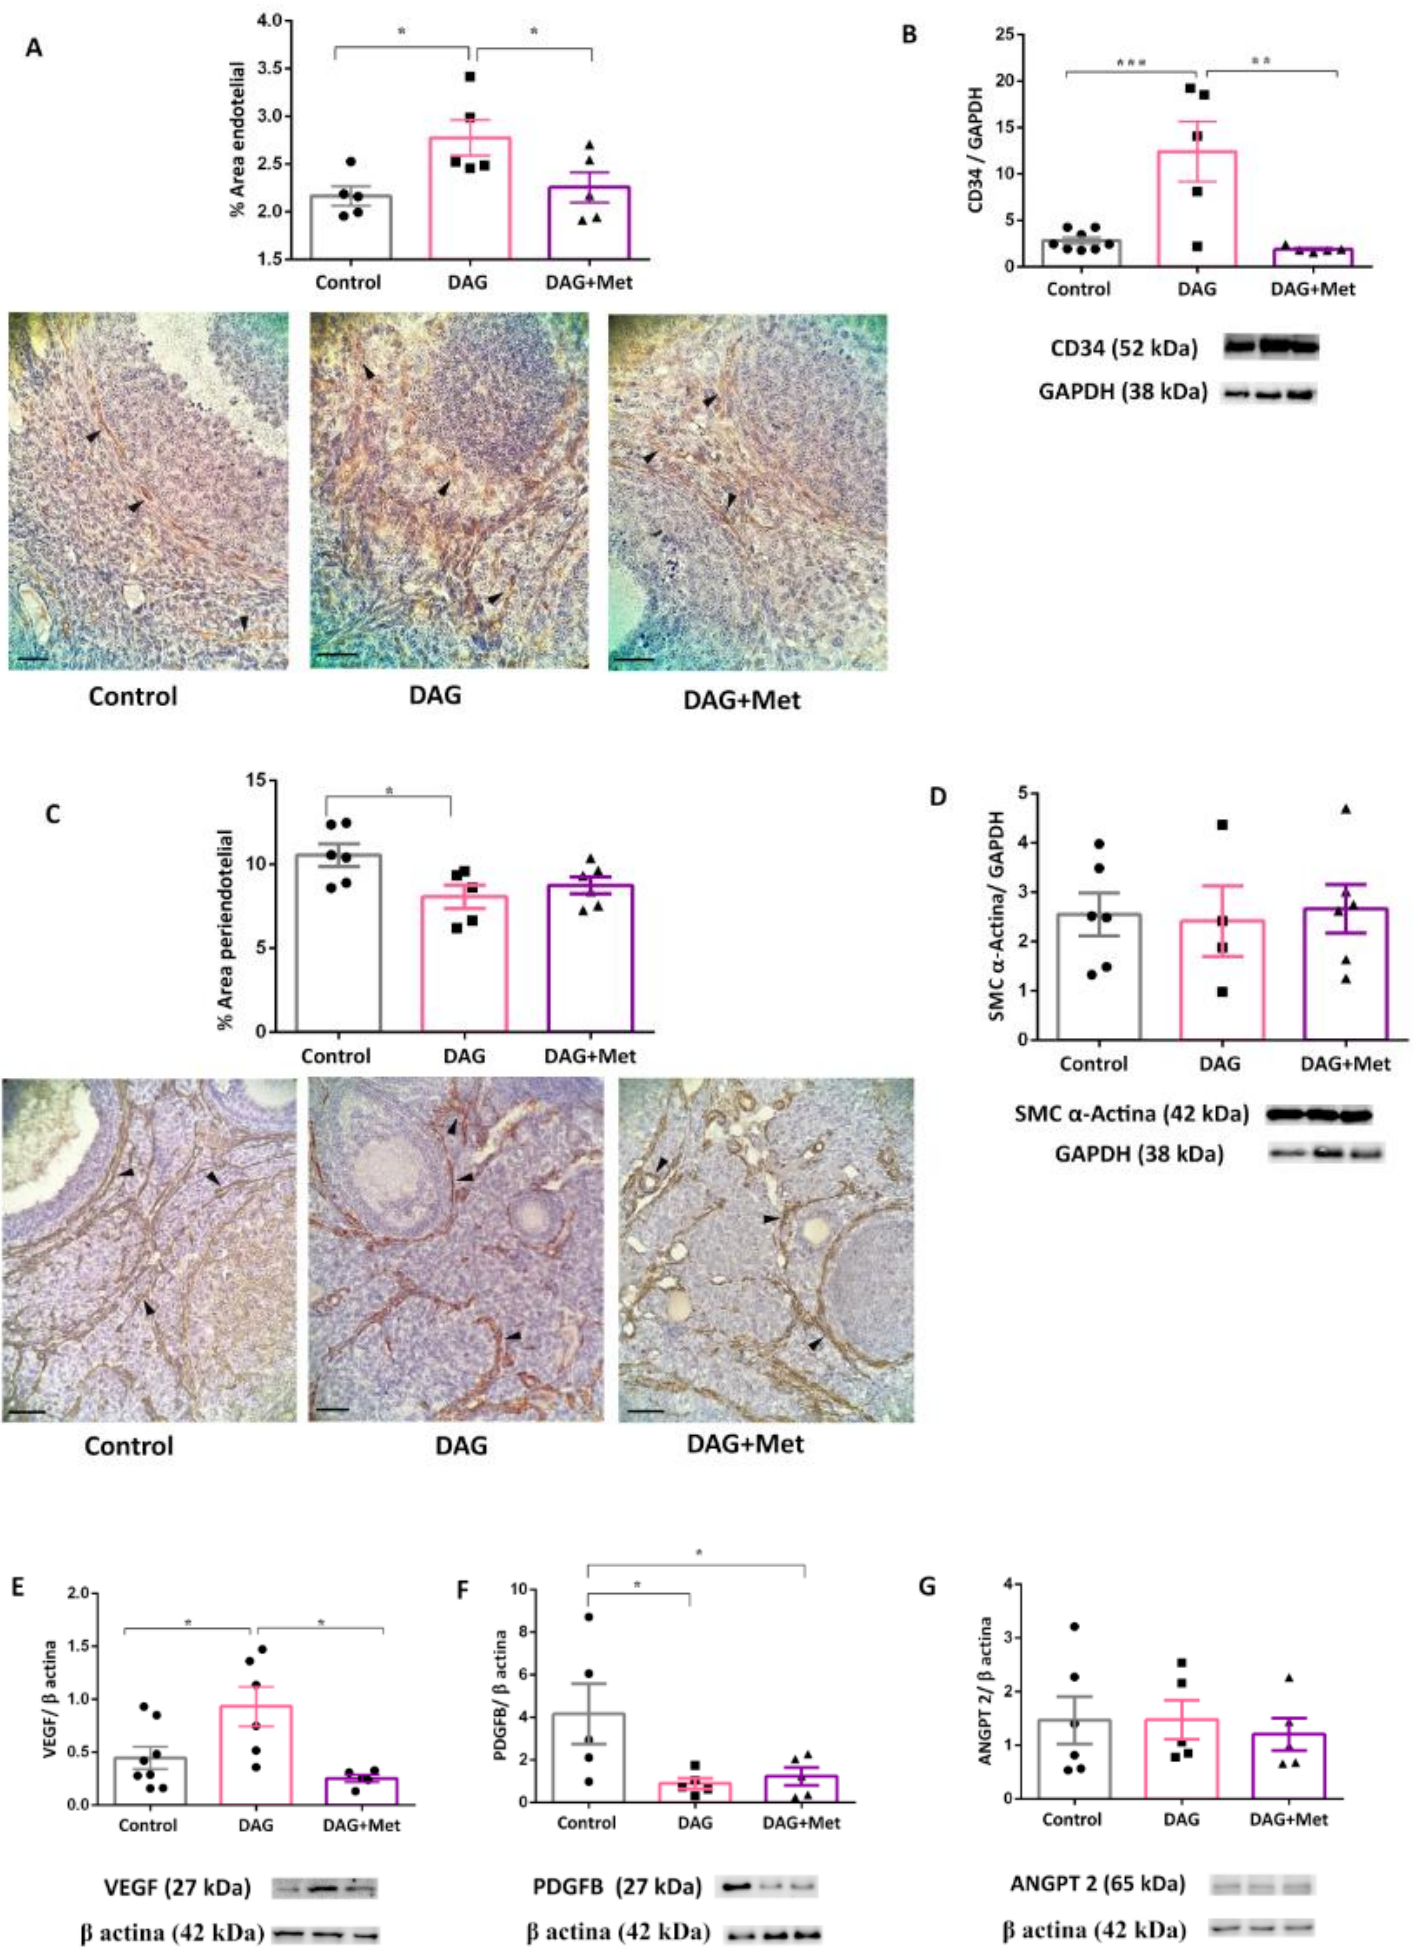 A
% Area endotelial
4.0
3.5
3.0
2.5
2.0
1.5
*
*
Control
DAG
DAG+Met
B
CD34 / GAPDH
25
20
15
10
5
0
***
**
Control
DAG
DAG+Met
CD34 (52 kDa)
GAPDH (38 kDa)
Control
DAG
DAG+Met
C
% Area periendotelial
15
10
5
0
*
Control
DAG
DAG+Met
D
SMC α-Actina/ GAPDH
5
4
3
2
1
0
Control
DAG
DAG+Met
SMC α-Actina (42 kDa)
GAPDH (38 kDa)
Control
DAG
DAG+Met
E
VEGF/ β actina
2.0
1.5
1.0
0.5
0.0
*
*
Control
DAG
DAG+Met
VEGF (27 kDa)
β actina (42 kDa)
F
PDGFB/ β actina
10
8
6
4
2
0
*
*
Control
DAG
DAG+Met
PDGFB (27 kDa)
β actina (42 kDa)
G
ANGPT 2/ β actina
4
3
2
1
0
Control
DAG
DAG+Met
ANGPT 2 (65 kDa)
β actina (42 kDa)